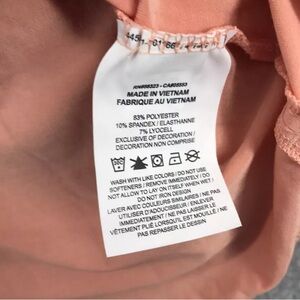 MADE IN VIETNAM
FABRIQUE AU VIETNAM
83% POLYESTER
10% SPANDEX / ELASTHANNE
7% LYOCELL
EXCLUSIVE OF DECORATION /
DECORATION NON COMPRISE
WASH WITH LIKE COLORS / DO NOT USE
SOFTENERS / REMOVE IMMEDIATELY / DO
NOT ALLOW TO LAY ON ITSELF WHEN WET /
DO NOT IRON DESIGN
LAVER AVEC COULEURS SIMILAIRES / NE PAS
UTILISER D'ADOUCISSEUR / ENLEVER
IMMÉDIATEMENT / NE PAS LAISSER LE
VÊTEMENT PLIÉ LORSQU'IL EST MOUILLÉ / NE
PAS REPASSER LE DESSIN